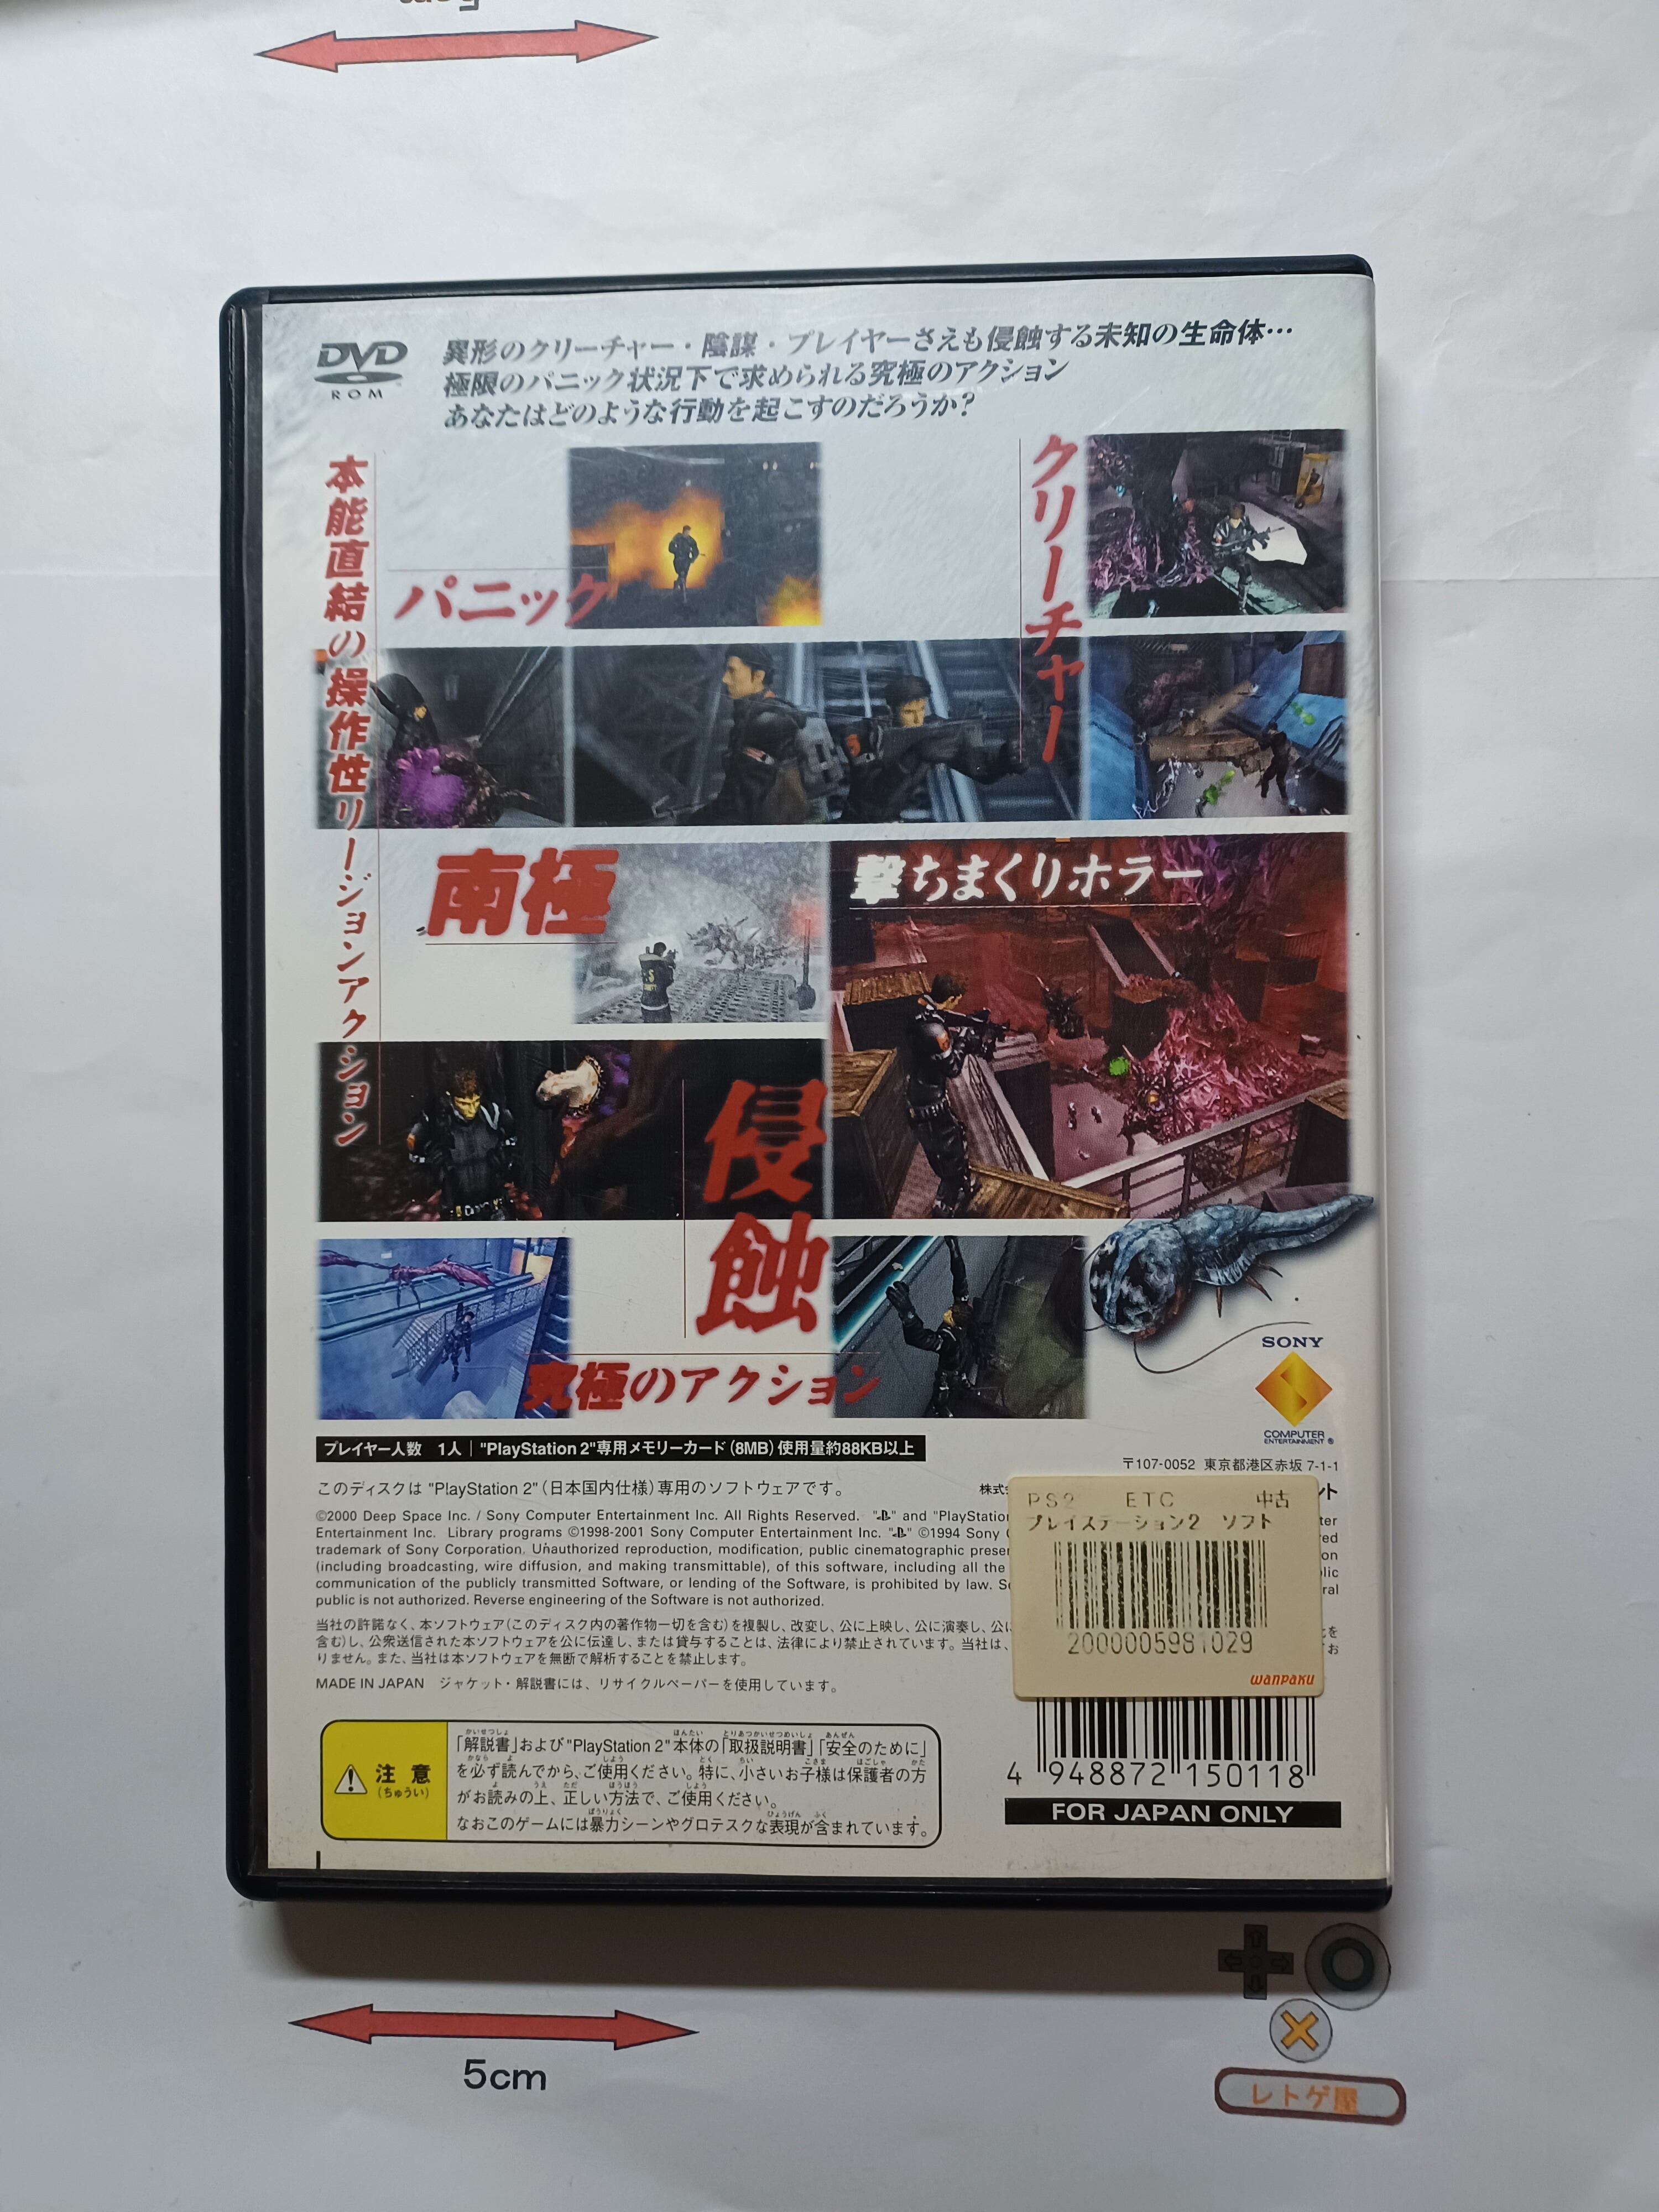 DVD
ROM
異形のクリーチャー・陰謀・プレイヤーさえも侵蝕する未知の生命体…
極限のパニック状況下で求められる究極のアクション
あなたはどのような行動を起こすのだろうか?
本能直結の操作性リージョンアクション
パニック
クリーチャー
南極
撃ちまくりホラー
侵蝕
究極のアクション
SONY
COMPUTER
ENTERTAINMENT ®
プレイヤー人数 1人 | "PlayStation 2"専用メモリーカード(8MB)使用量約88KB以上
〒107-0052 東京都港区赤坂 7-1-1
このディスクは "PlayStation 2"(日本国内仕様)専用のソフトウェアです。
株式
ント
©2000 Deep Space Inc. / Sony Computer Entertainment Inc. All Rights Reserved. " " and "PlayStation
Entertainment Inc. Library programs ©1998-2001 Sony Computer Entertainment Inc. " " ©1994 Sony
trademark of Sony Corporation. Unauthorized reproduction, modification, public cinematographic
(including broadcasting, wire diffusion, and making transmittable), of this software, including all the
communication of the publicly transmitted Software, or lending of the Software, is prohibited by law.
public is not authorized. Reverse engineering of the Software is not authorized.
当社の許諾なく、本ソフトウェア(このディスク内の著作物一切を含む)を複製し、改変し、公に上映し、公に演奏し、公に
含む)し、公衆送信された本ソフトウェアを公に伝達し、または貸与することは、法律により禁止されています。当社は、
りません。また、当社は本ソフトウェアを無断で解析することを禁止します。
MADE IN JAPAN ジャケット・解説書には、リサイクルペーパーを使用しています。
PS2 ETC 中古
プレイステーション2 ソフト
2000005981029
wanpaku
4 948872 150118
FOR JAPAN ONLY
注意
(ちゅうい)
「解説書」および"PlayStation 2"本体の「取扱説明書」「安全のために」
を必ず読んでから、ご使用ください。特に、小さいお子様は保護者の方
がお読みの上、正しい方法で、ご使用ください。
なおこのゲームには暴力シーンやグロテスクな表現が含まれています。
5cm
レトゲ屋